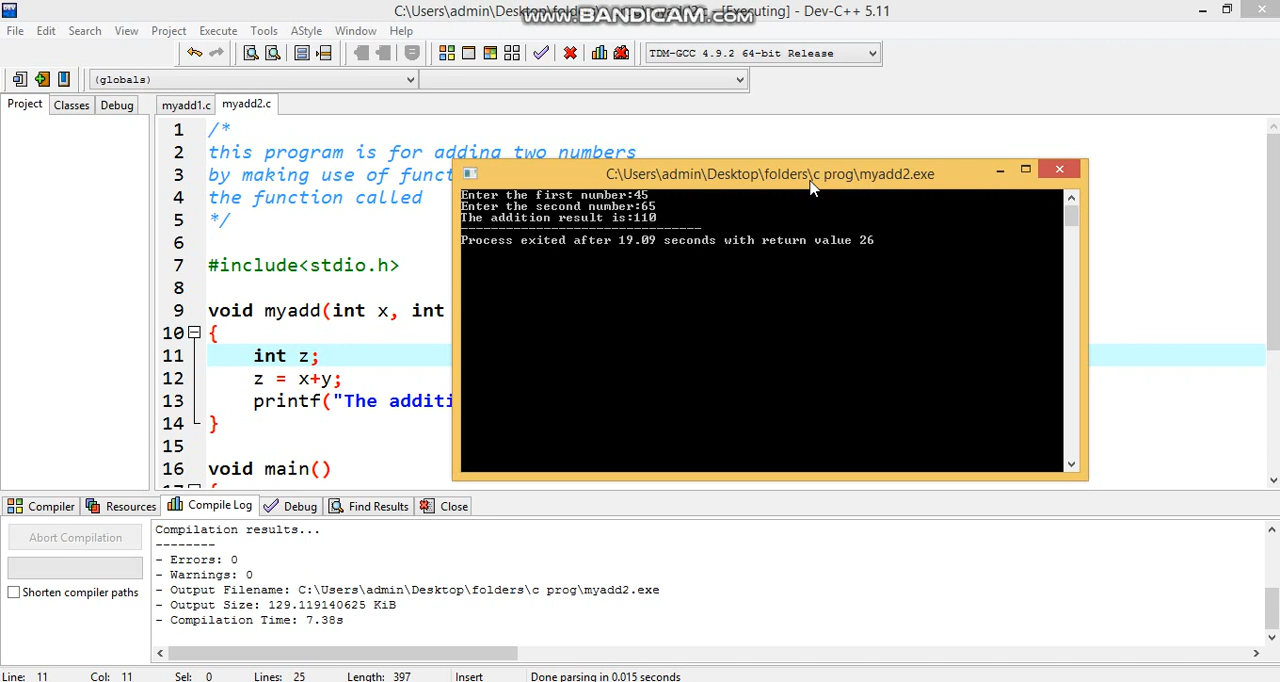 C:\Users\admin\Desktop\fold
[Executing] - Dev-C++ 5.11
www.BANDICAM.com
File Edit Search View Project Execute Tools AStyle Window Help
TDM-GCC 4.9.2 64-bit Release
(globals)
Project Classes Debug myadd1.c myadd2.c
1 /*
2 this program is for adding two numbers
3 by making use of func
4 the function called
5 */
6
7 #include<stdio.h>
8
9 void myadd(int x, int
10 {
11 int z;
12 z = x+y;
13 printf("The additi
14 }
15
16 void main()
C:\Users\admin\Desktop\folders\c prog\myadd2.exe
Enter the first number:45
Enter the second number:65
The addition result is:110
--------------------------------
Process exited after 19.09 seconds with return value 26
Compiler Resources Compile Log Debug Find Results Close
Abort Compilation
Shorten compiler paths
Compilation results...
--------
- Errors: 0
- Warnings: 0
- Output Filename: C:\Users\admin\Desktop\folders\c prog\myadd2.exe
- Output Size: 129.119140625 KiB
- Compilation Time: 7.38s
Line: 11 Col: 11 Sel: 0 Lines: 25 Length: 397 Insert Done parsing in 0.015 seconds